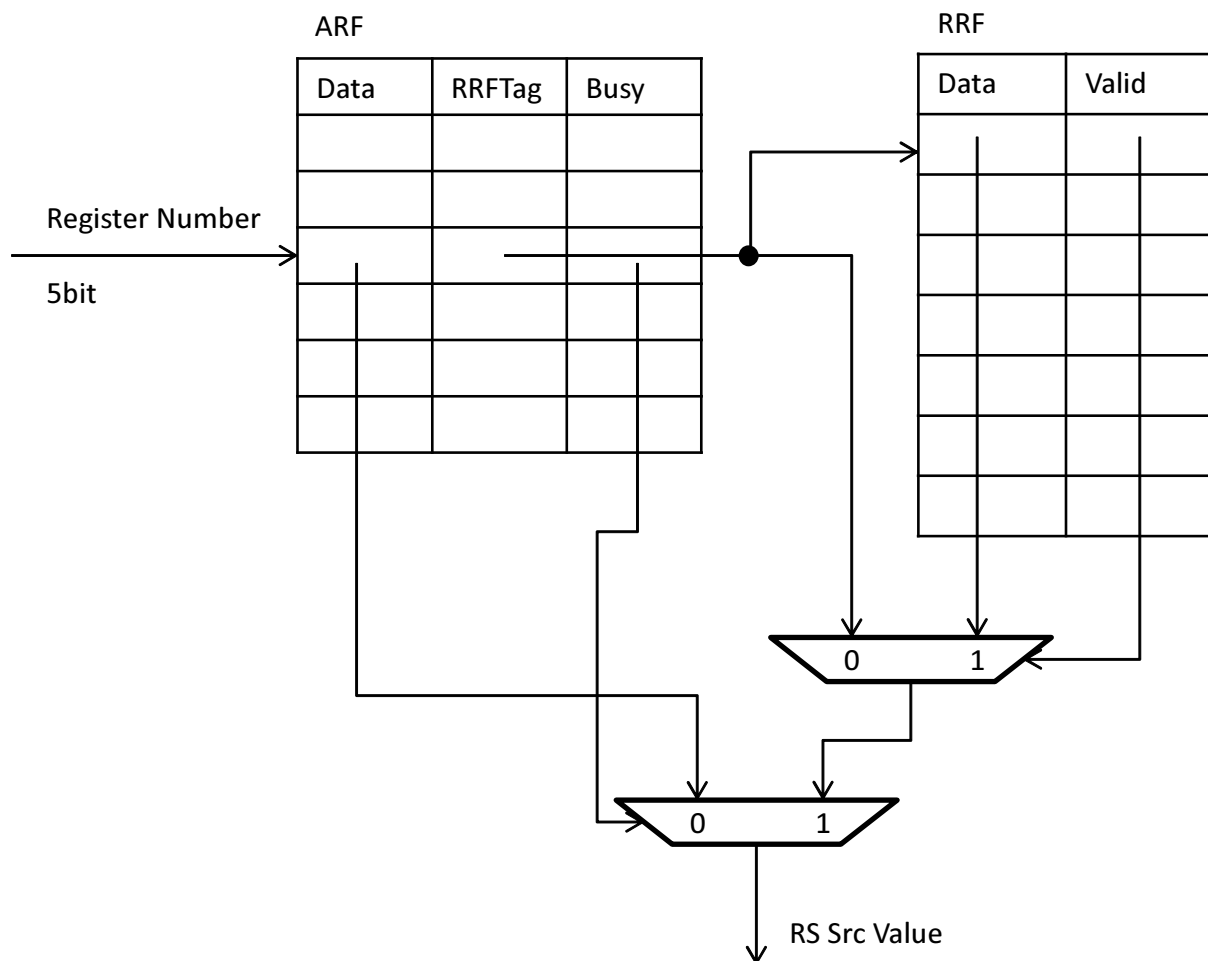 ARF
RRF
Data
RRFTag
Busy
Data
Valid
Register Number
5bit
0
1
0
1
RS Src Value